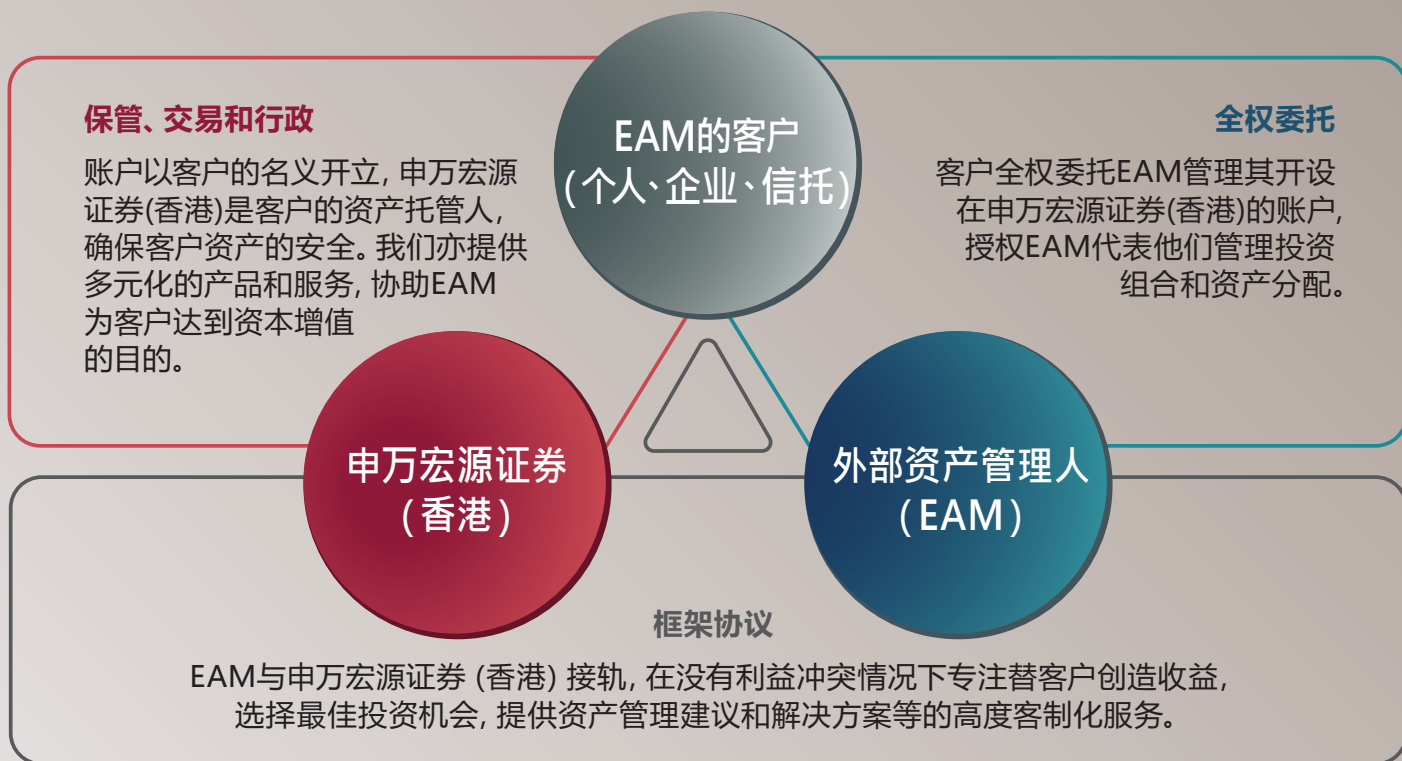 EAM的客户
(个人、企业、信托)
保管、交易和行政
账户以客户的名义开立, 申万宏源
证券(香港)是客户的资产托管人,
确保客户资产的安全。我们亦提供
多元化的产品和服务, 协助EAM
为客户达到资本增值
的目的。
全权委托
客户全权委托EAM管理其开设
在申万宏源证券(香港)的账户,
授权EAM代表他们管理投资
组合和资产分配。
申万宏源证券
(香港)
外部资产管理人
(EAM)
框架协议
EAM与申万宏源证券 (香港) 接轨, 在没有利益冲突情况下专注替客户创造收益,
选择最佳投资机会, 提供资产管理建议和解决方案等的高度客制化服务。